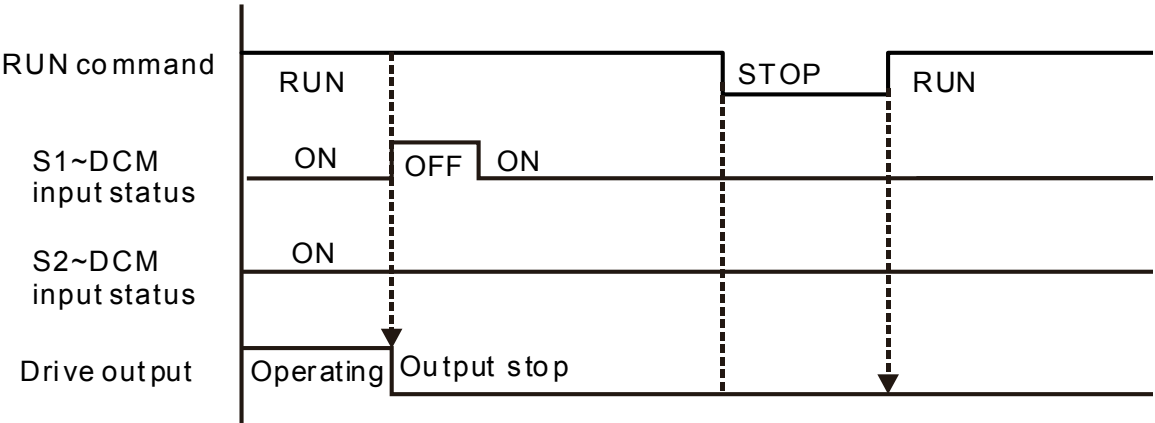 RUN command
RUN
STOP
RUN
S1~DCM
input status
ON
OFF
ON
S2~DCM
input status
ON
Drive output
Operating
Output stop